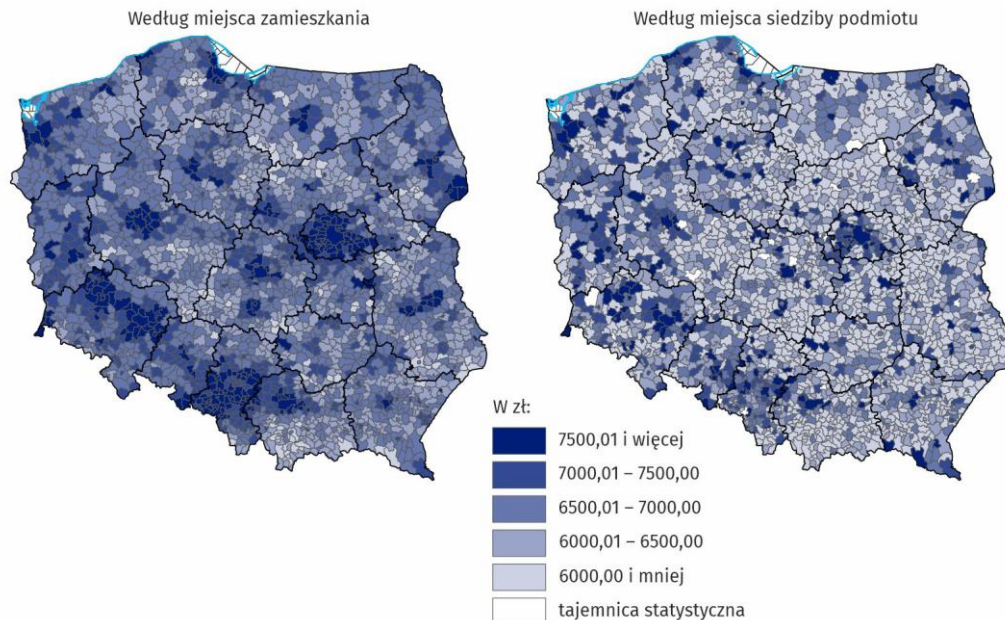 Według miejsca zamieszkania
Według miejsca siedziby podmiotu
W zł:
7500,01 i więcej
7000,01 – 7500,00
6500,01 – 7000,00
6000,01 – 6500,00
6000,00 i mniej
tajemnica statystyczna